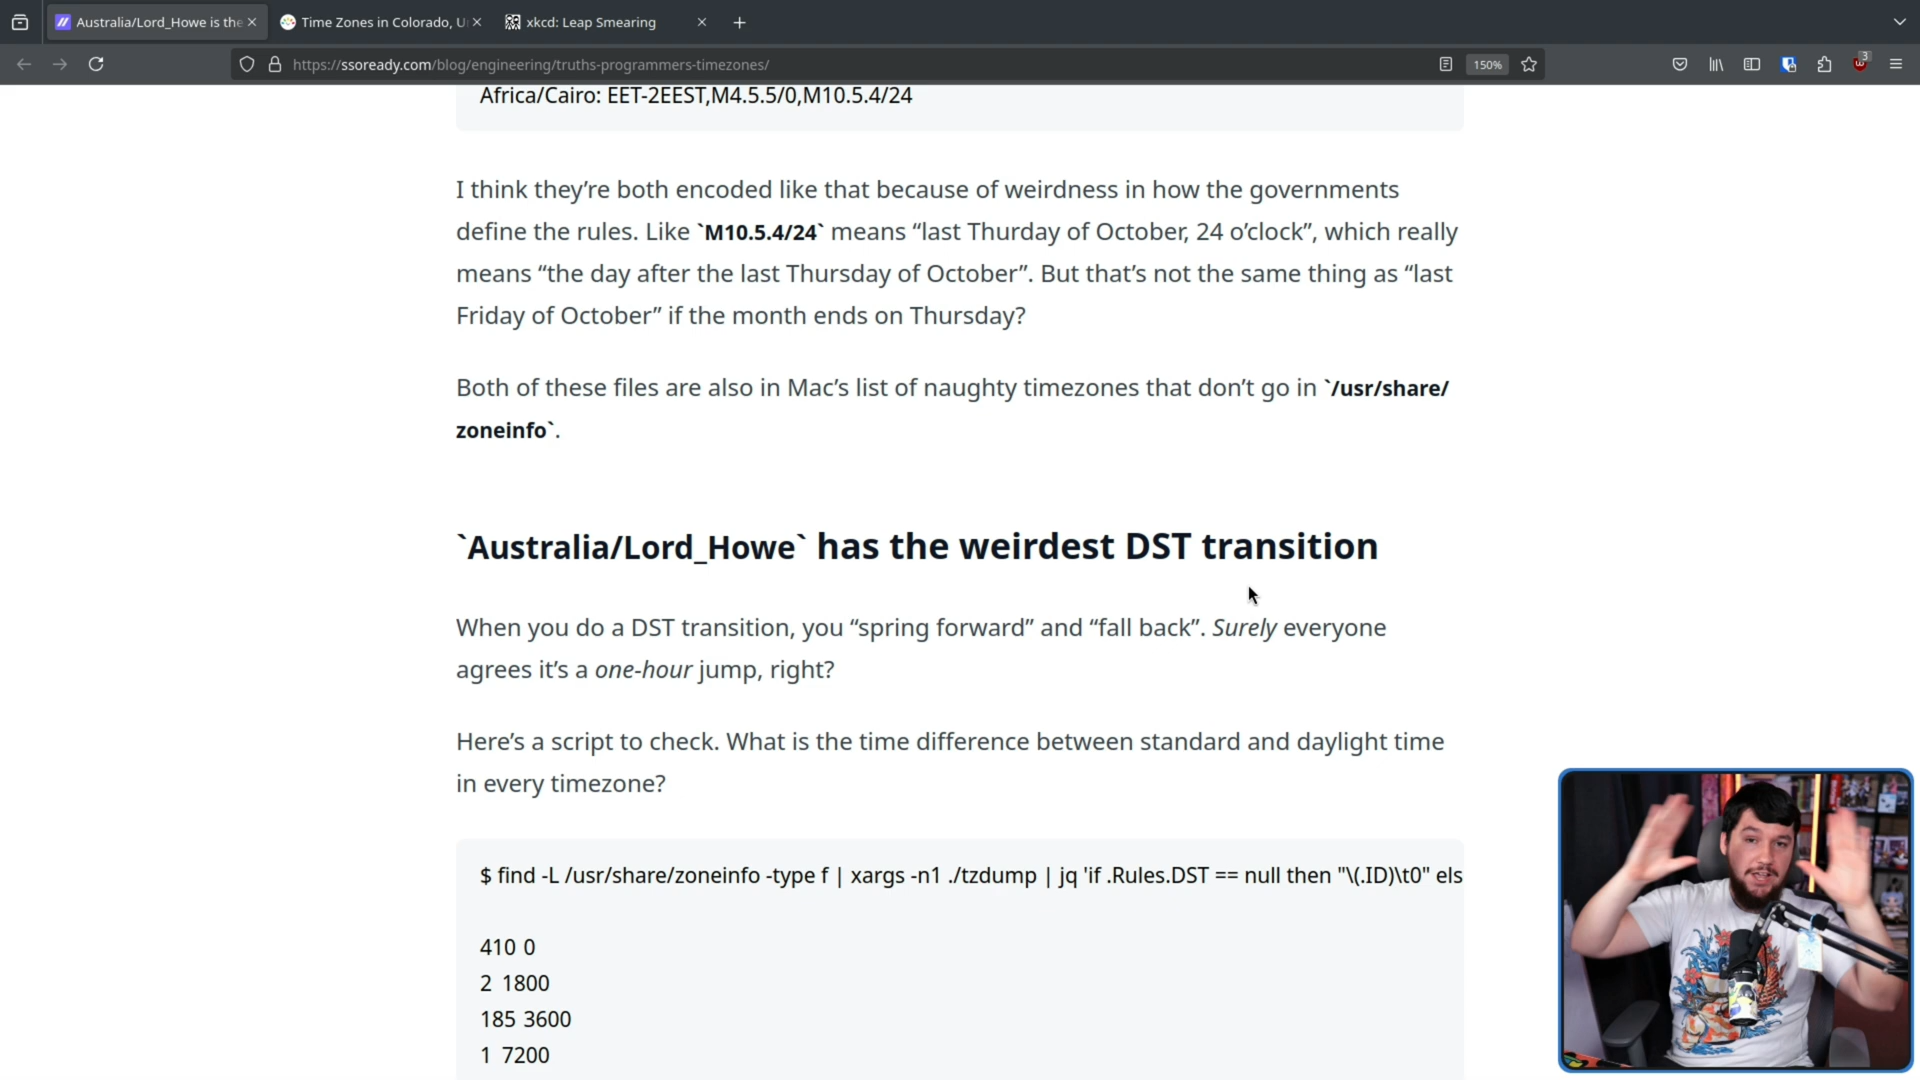 Australia/Lord_Howe is the
Time Zones in Colorado, U
xkcd: Leap Smearing
https://ssoready.com/blog/engineering/truths-programmers-timezones/
150%
3
Africa/Cairo: EET-2EEST,M4.5.5/0,M10.5.4/24
I think they’re both encoded like that because of weirdness in how the governments
define the rules. Like `M10.5.4/24` means “last Thurday of October, 24 o’clock”, which really
means “the day after the last Thursday of October”. But that’s not the same thing as “last
Friday of October” if the month ends on Thursday?
Both of these files are also in Mac’s list of naughty timezones that don’t go in `/usr/share/
zoneinfo`.
`Australia/Lord_Howe` has the weirdest DST transition
When you do a DST transition, you “spring forward” and “fall back”. Surely everyone
agrees it’s a one-hour jump, right?
Here’s a script to check. What is the time difference between standard and daylight time
in every timezone?
$ find -L /usr/share/zoneinfo -type f | xargs -n1 ./tzdump | jq 'if .Rules.DST == null then "\(.ID)\t0" els
410 0
2 1800
185 3600
1 7200